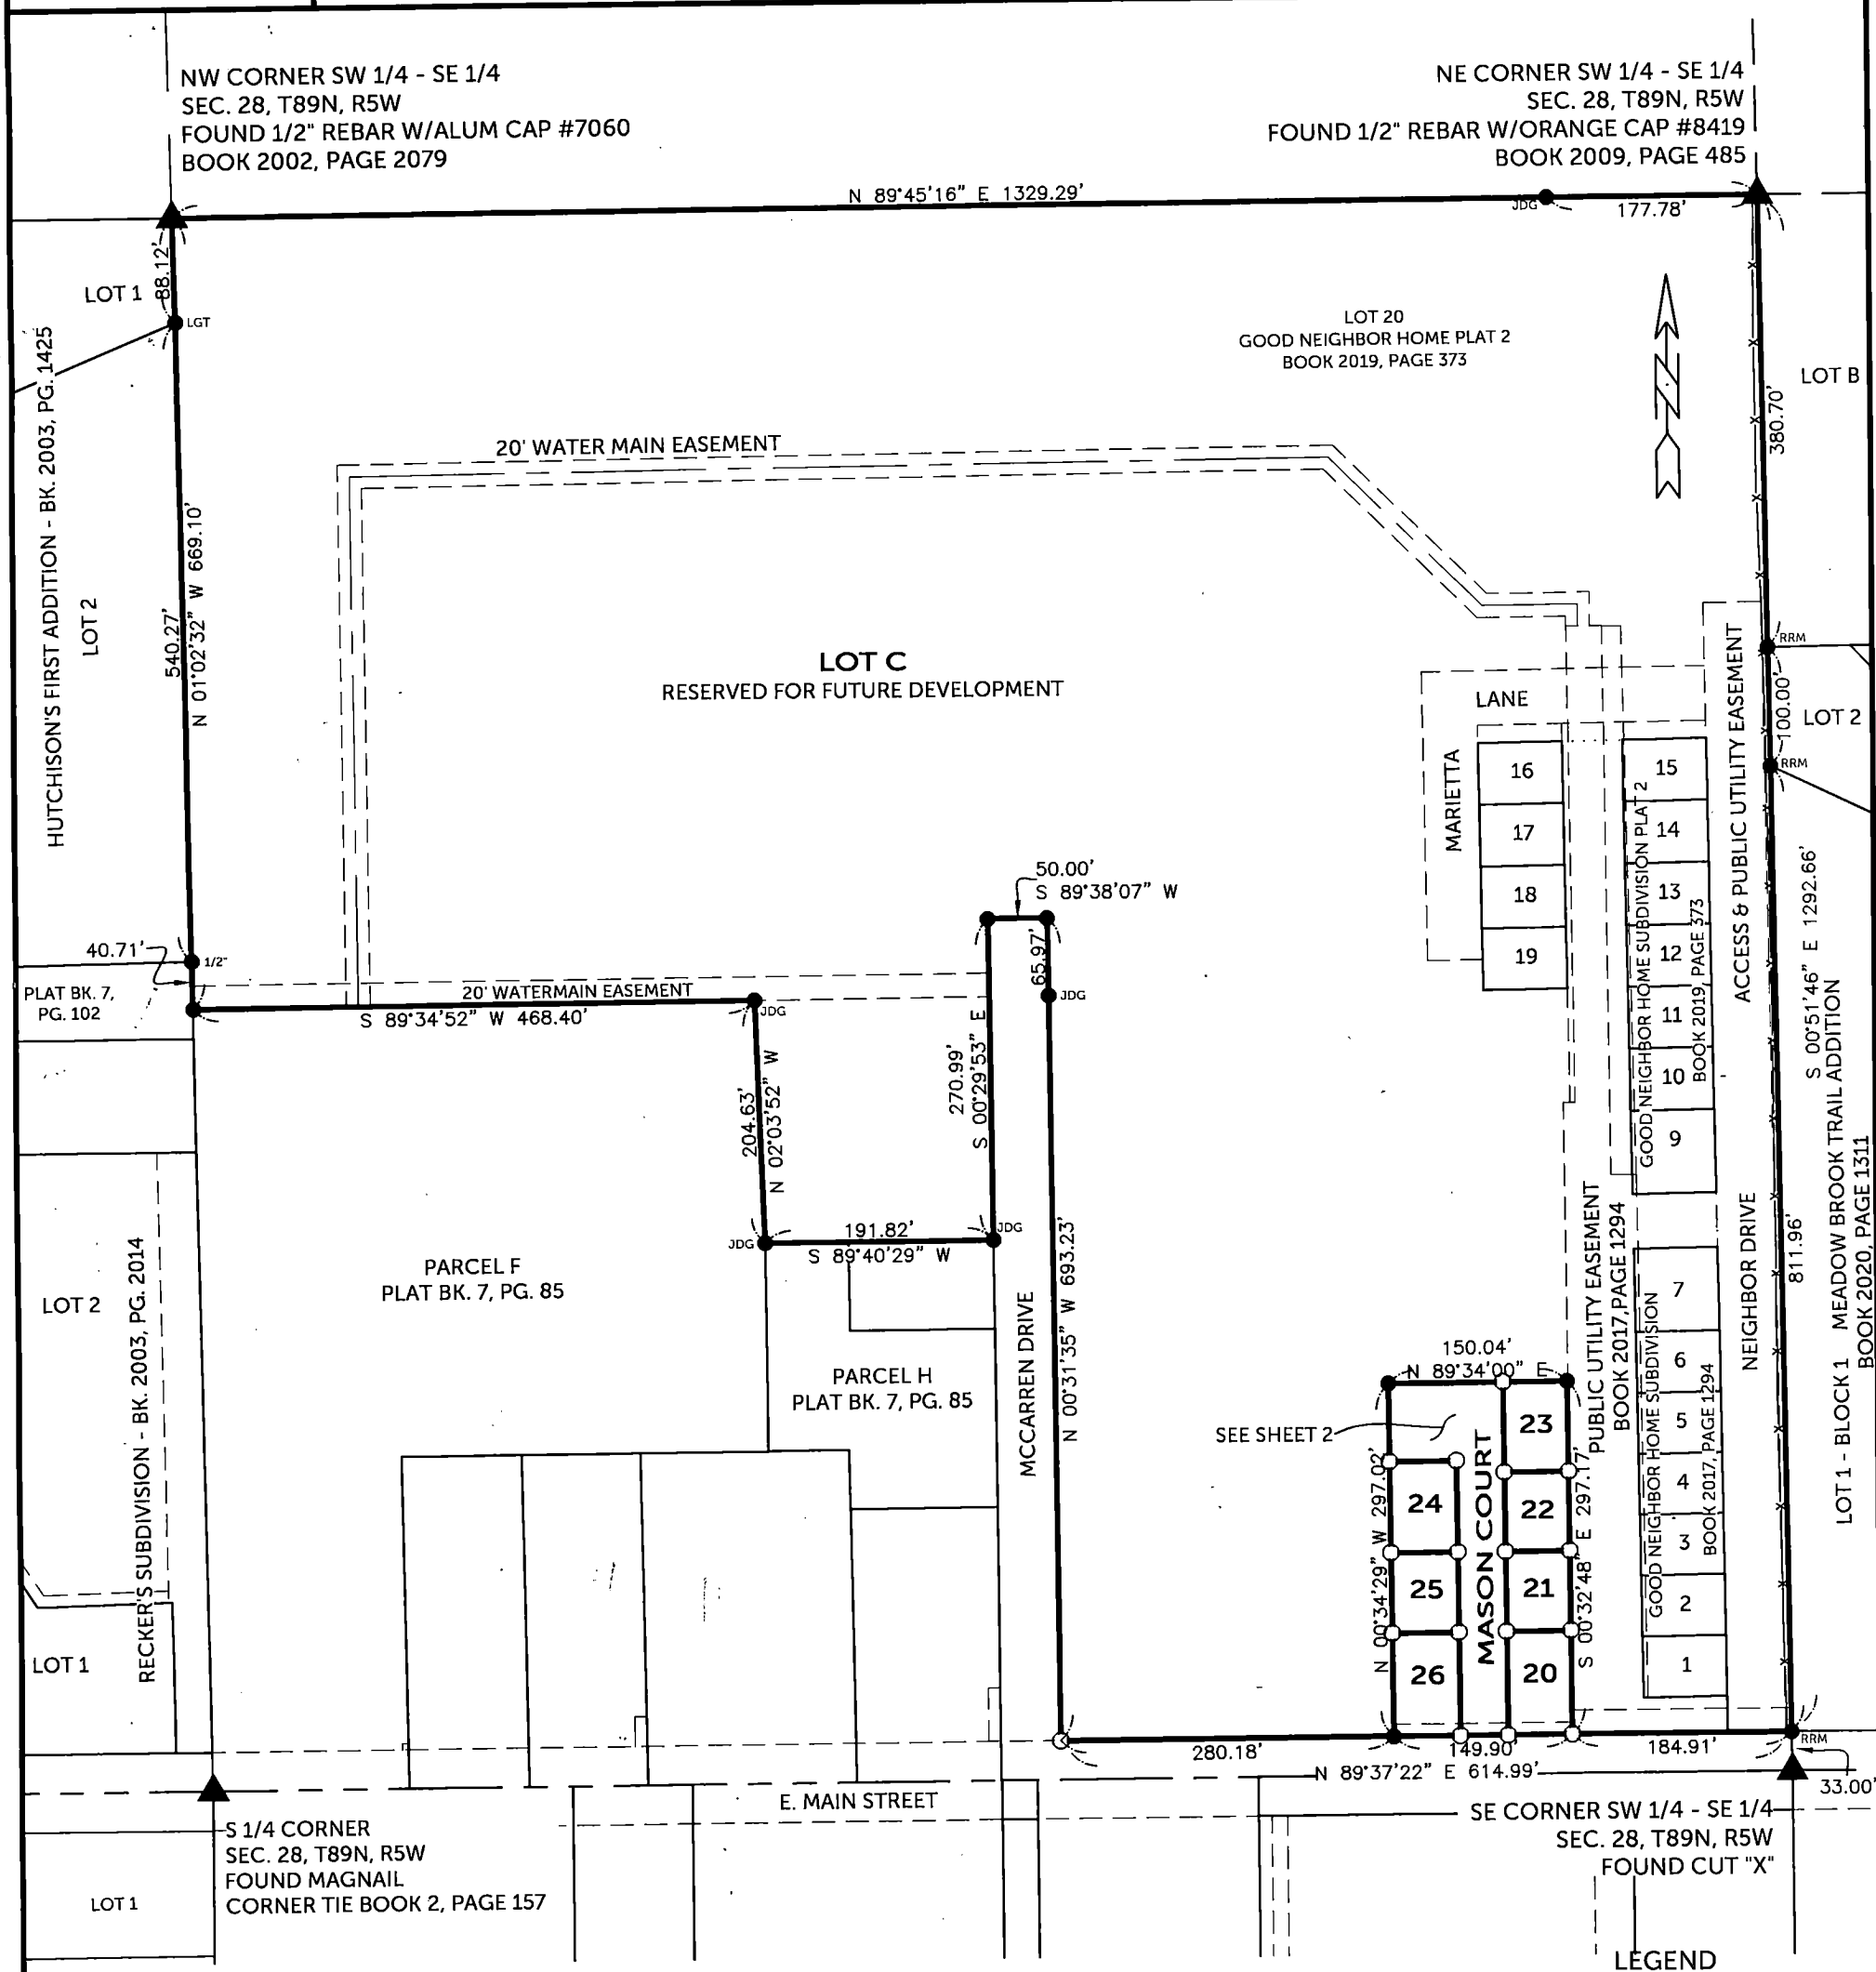 NW CORNER SW 1/4 - SE 1/4
SEC. 28, T89N, R5W
FOUND 1/2" REBAR W/ALUM CAP #7060
BOOK 2002, PAGE 2079
NE CORNER SW 1/4 - SE 1/4
SEC. 28, T89N, R5W
FOUND 1/2" REBAR W/ORANGE CAP #8419
BOOK 2009, PAGE 485
N 89°45'16" E 1329.29'
JDG
177.78'
88.12'
LOT 1
LGT
HUTCHISON'S FIRST ADDITION - BK. 2003, PG. 1425
LOT 2
540.27'
N 01°02'32" W 669.10'
LOT 20
GOOD NEIGHBOR HOME PLAT 2
BOOK 2019, PAGE 373
N
LOT B
380.70'
20' WATER MAIN EASEMENT
LOT C
RESERVED FOR FUTURE DEVELOPMENT
RRM
100.00'
LOT 2
RRM
LANE
MARIETTA
16
17
18
19
15
14
13
12
11
10
9
GOOD NEIGHBOR HOME SUBDIVISION PLAT 2
BOOK 2019, PAGE 373
ACCESS & PUBLIC UTILITY EASEMENT
S 00°51'46" E 1292.66'
50.00'
S 89°38'07" W
65.97'
JDG
40.71'
1/2"
PLAT BK. 7,
PG. 102
20' WATERMAIN EASEMENT
S 89°34'52" W 468.40'
JDG
204.63'
N 02°03'52" W
270.99'
S 00°29'53" E
JDG
191.82'
S 89°40'29" W
JDG
N 00°31'35" W 693.23'
MCCARREN DRIVE
PARCEL F
PLAT BK. 7, PG. 85
PARCEL H
PLAT BK. 7, PG. 85
LOT 2
RECKER'S SUBDIVISION - BK. 2003, PG. 2014
LOT 1
PUBLIC UTILITY EASEMENT
BOOK 2017, PAGE 1294
NEIGHBOR DRIVE
811.96'
LOT 1 - BLOCK 1 MEADOW BROOK TRAIL ADDITION
BOOK 2020, PAGE 1311
7
6
5
4
3
2
1
GOOD NEIGHBOR HOME SUBDIVISION
BOOK 2017, PAGE 1294
150.04'
N 89°34'00" E
SEE SHEET 2
23
22
21
20
24
25
26
MASON COURT
N 00°34'29" W 297.02'
S 00°32'48" E 297.17'
280.18'
149.90'
184.91'
RRM
N 89°37'22" E 614.99'
33.00'
E. MAIN STREET
SE CORNER SW 1/4 - SE 1/4
SEC. 28, T89N, R5W
FOUND CUT "X"
S 1/4 CORNER
SEC. 28, T89N, R5W
FOUND MAGNAIL
CORNER TIE BOOK 2, PAGE 157
LOT 1
LEGEND